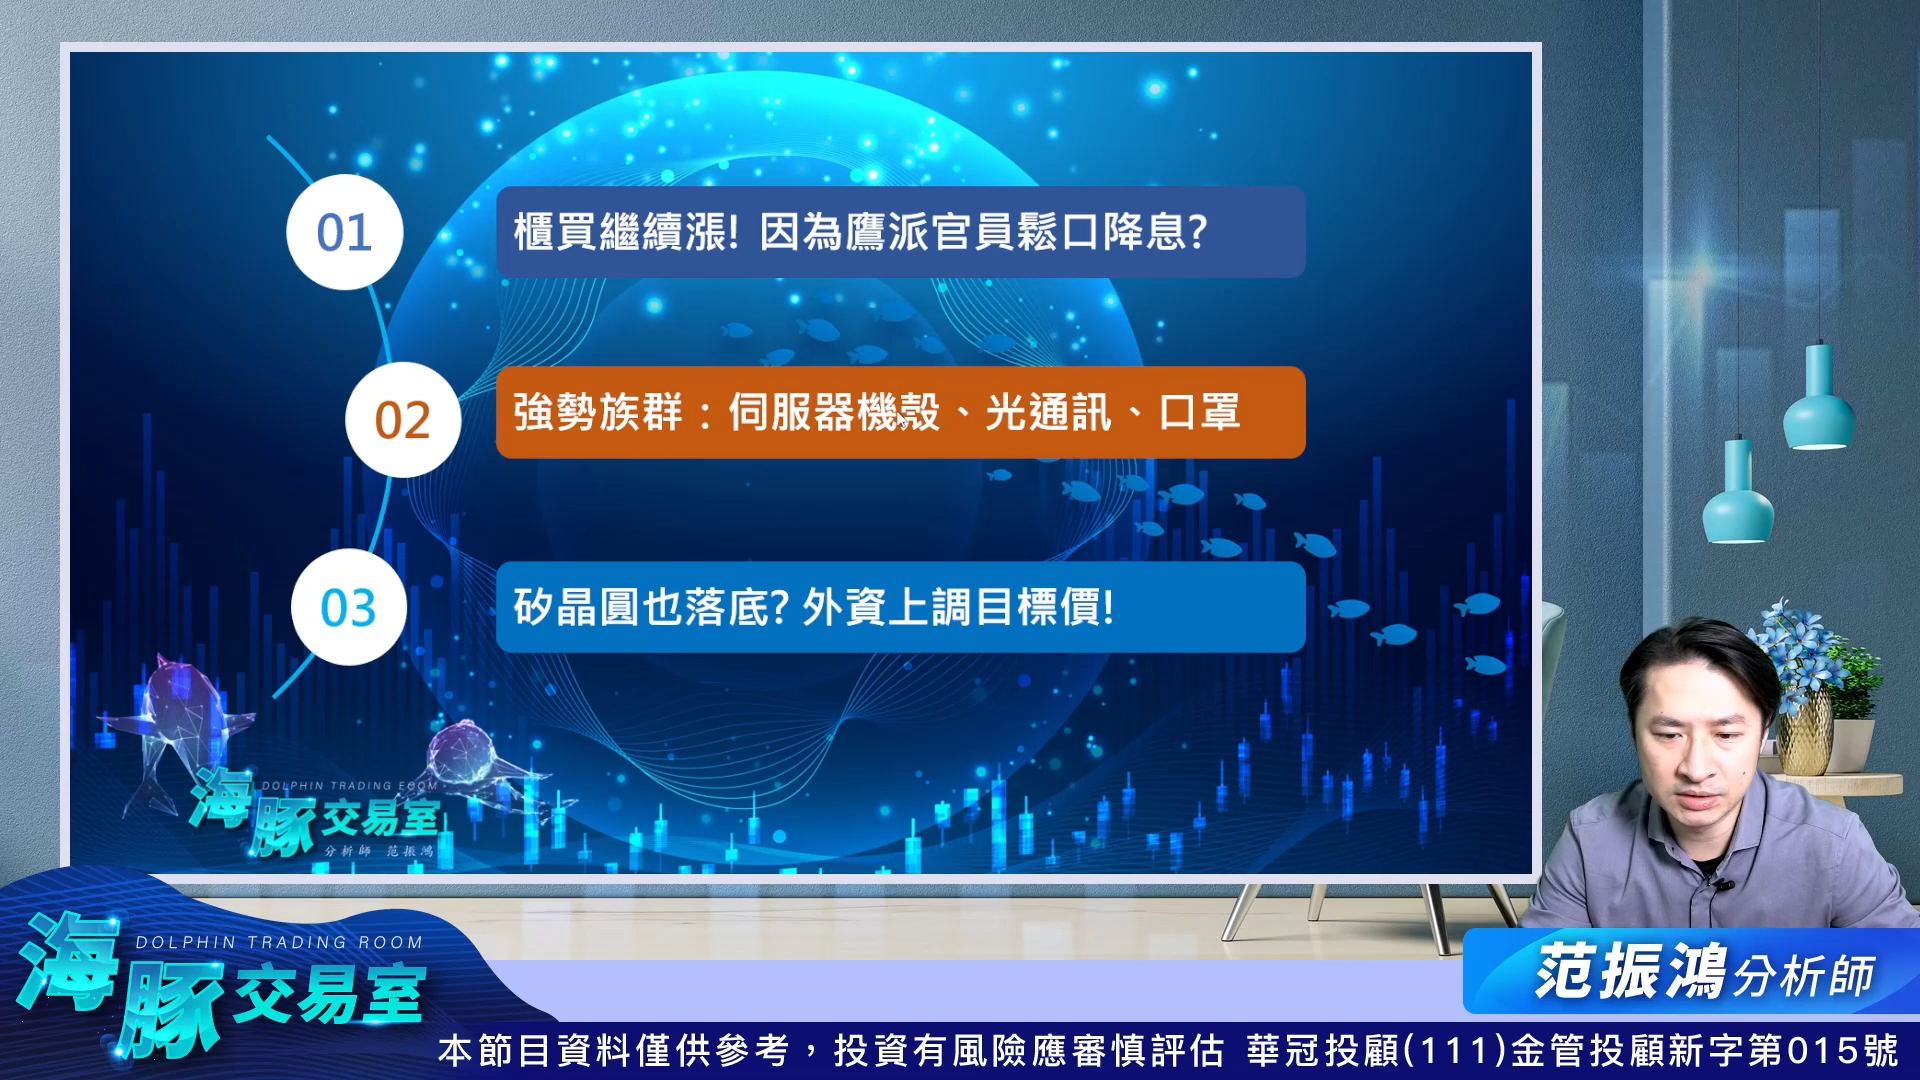 01
櫃買繼續漲! 因為鷹派官員鬆口降息?
02
強勢族群：伺服器機殼、光通訊、口罩
03
矽晶圓也落底? 外資上調目標價!
DOLPHIN TRADING ROOM
海豚交易室
分析師 范振鴻
DOLPHIN TRADING ROOM
海豚交易室
范振鴻分析師
本節目資料僅供參考，投資有風險應審慎評估 華冠投顧(111)金管投顧新字第015號